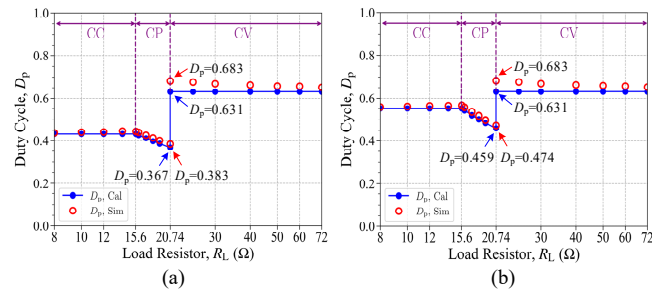 CC CP CV
1.0
0.8
0.6
0.4
0.2
0.0
Duty Cycle, Dp
Dp=0.683
Dp=0.631
Dp=0.367 Dp=0.383
Dp, Cal
Dp, Sim
8 10 12 15.6 20.74 30 40 50 60 72
Load Resistor, RL (Ω)
(a)
CC CP CV
1.0
0.8
0.6
0.4
0.2
0.0
Duty Cycle, Dp
Dp=0.683
Dp=0.631
Dp=0.459 Dp=0.474
Dp, Cal
Dp, Sim
8 10 12 15.6 20.74 30 40 50 60 72
Load Resistor, RL (Ω)
(b)